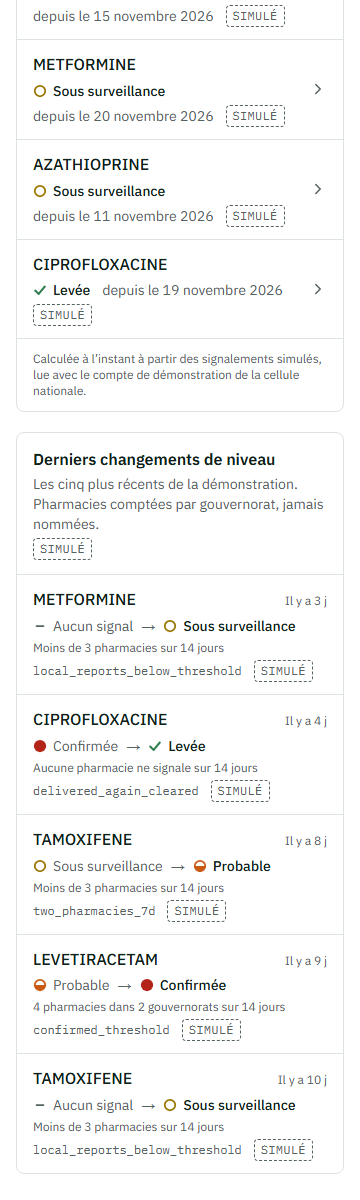 depuis le 15 novembre 2026 SIMULÉ
METFORMINE
Sous surveillance
depuis le 20 novembre 2026 SIMULÉ
AZATHIOPRINE
Sous surveillance
depuis le 11 novembre 2026 SIMULÉ
CIPROFLOXACINE
Levée depuis le 19 novembre 2026
SIMULÉ
Calculée à l'instant à partir des signalements simulés,
lue avec le compte de démonstration de la cellule
nationale.
Derniers changements de niveau
Les cinq plus récents de la démonstration.
Pharmacies comptées par gouvernorat, jamais
nommées.
SIMULÉ
METFORMINE Il y a 3 j
— Aucun signal → Sous surveillance
Moins de 3 pharmacies sur 14 jours
local_reports_below_threshold SIMULÉ
CIPROFLOXACINE Il y a 4 j
Confirmée → Levée
Aucune pharmacie ne signale sur 14 jours
delivered_again_cleared SIMULÉ
TAMOXIFENE Il y a 8 j
Sous surveillance → Probable
Moins de 3 pharmacies sur 14 jours
two_pharmacies_7d SIMULÉ
LEVETIRACETAM Il y a 9 j
Probable → Confirmée
4 pharmacies dans 2 gouvernorats sur 14 jours
confirmed_threshold SIMULÉ
TAMOXIFENE Il y a 10 j
— Aucun signal → Sous surveillance
Moins de 3 pharmacies sur 14 jours
local_reports_below_threshold SIMULÉ